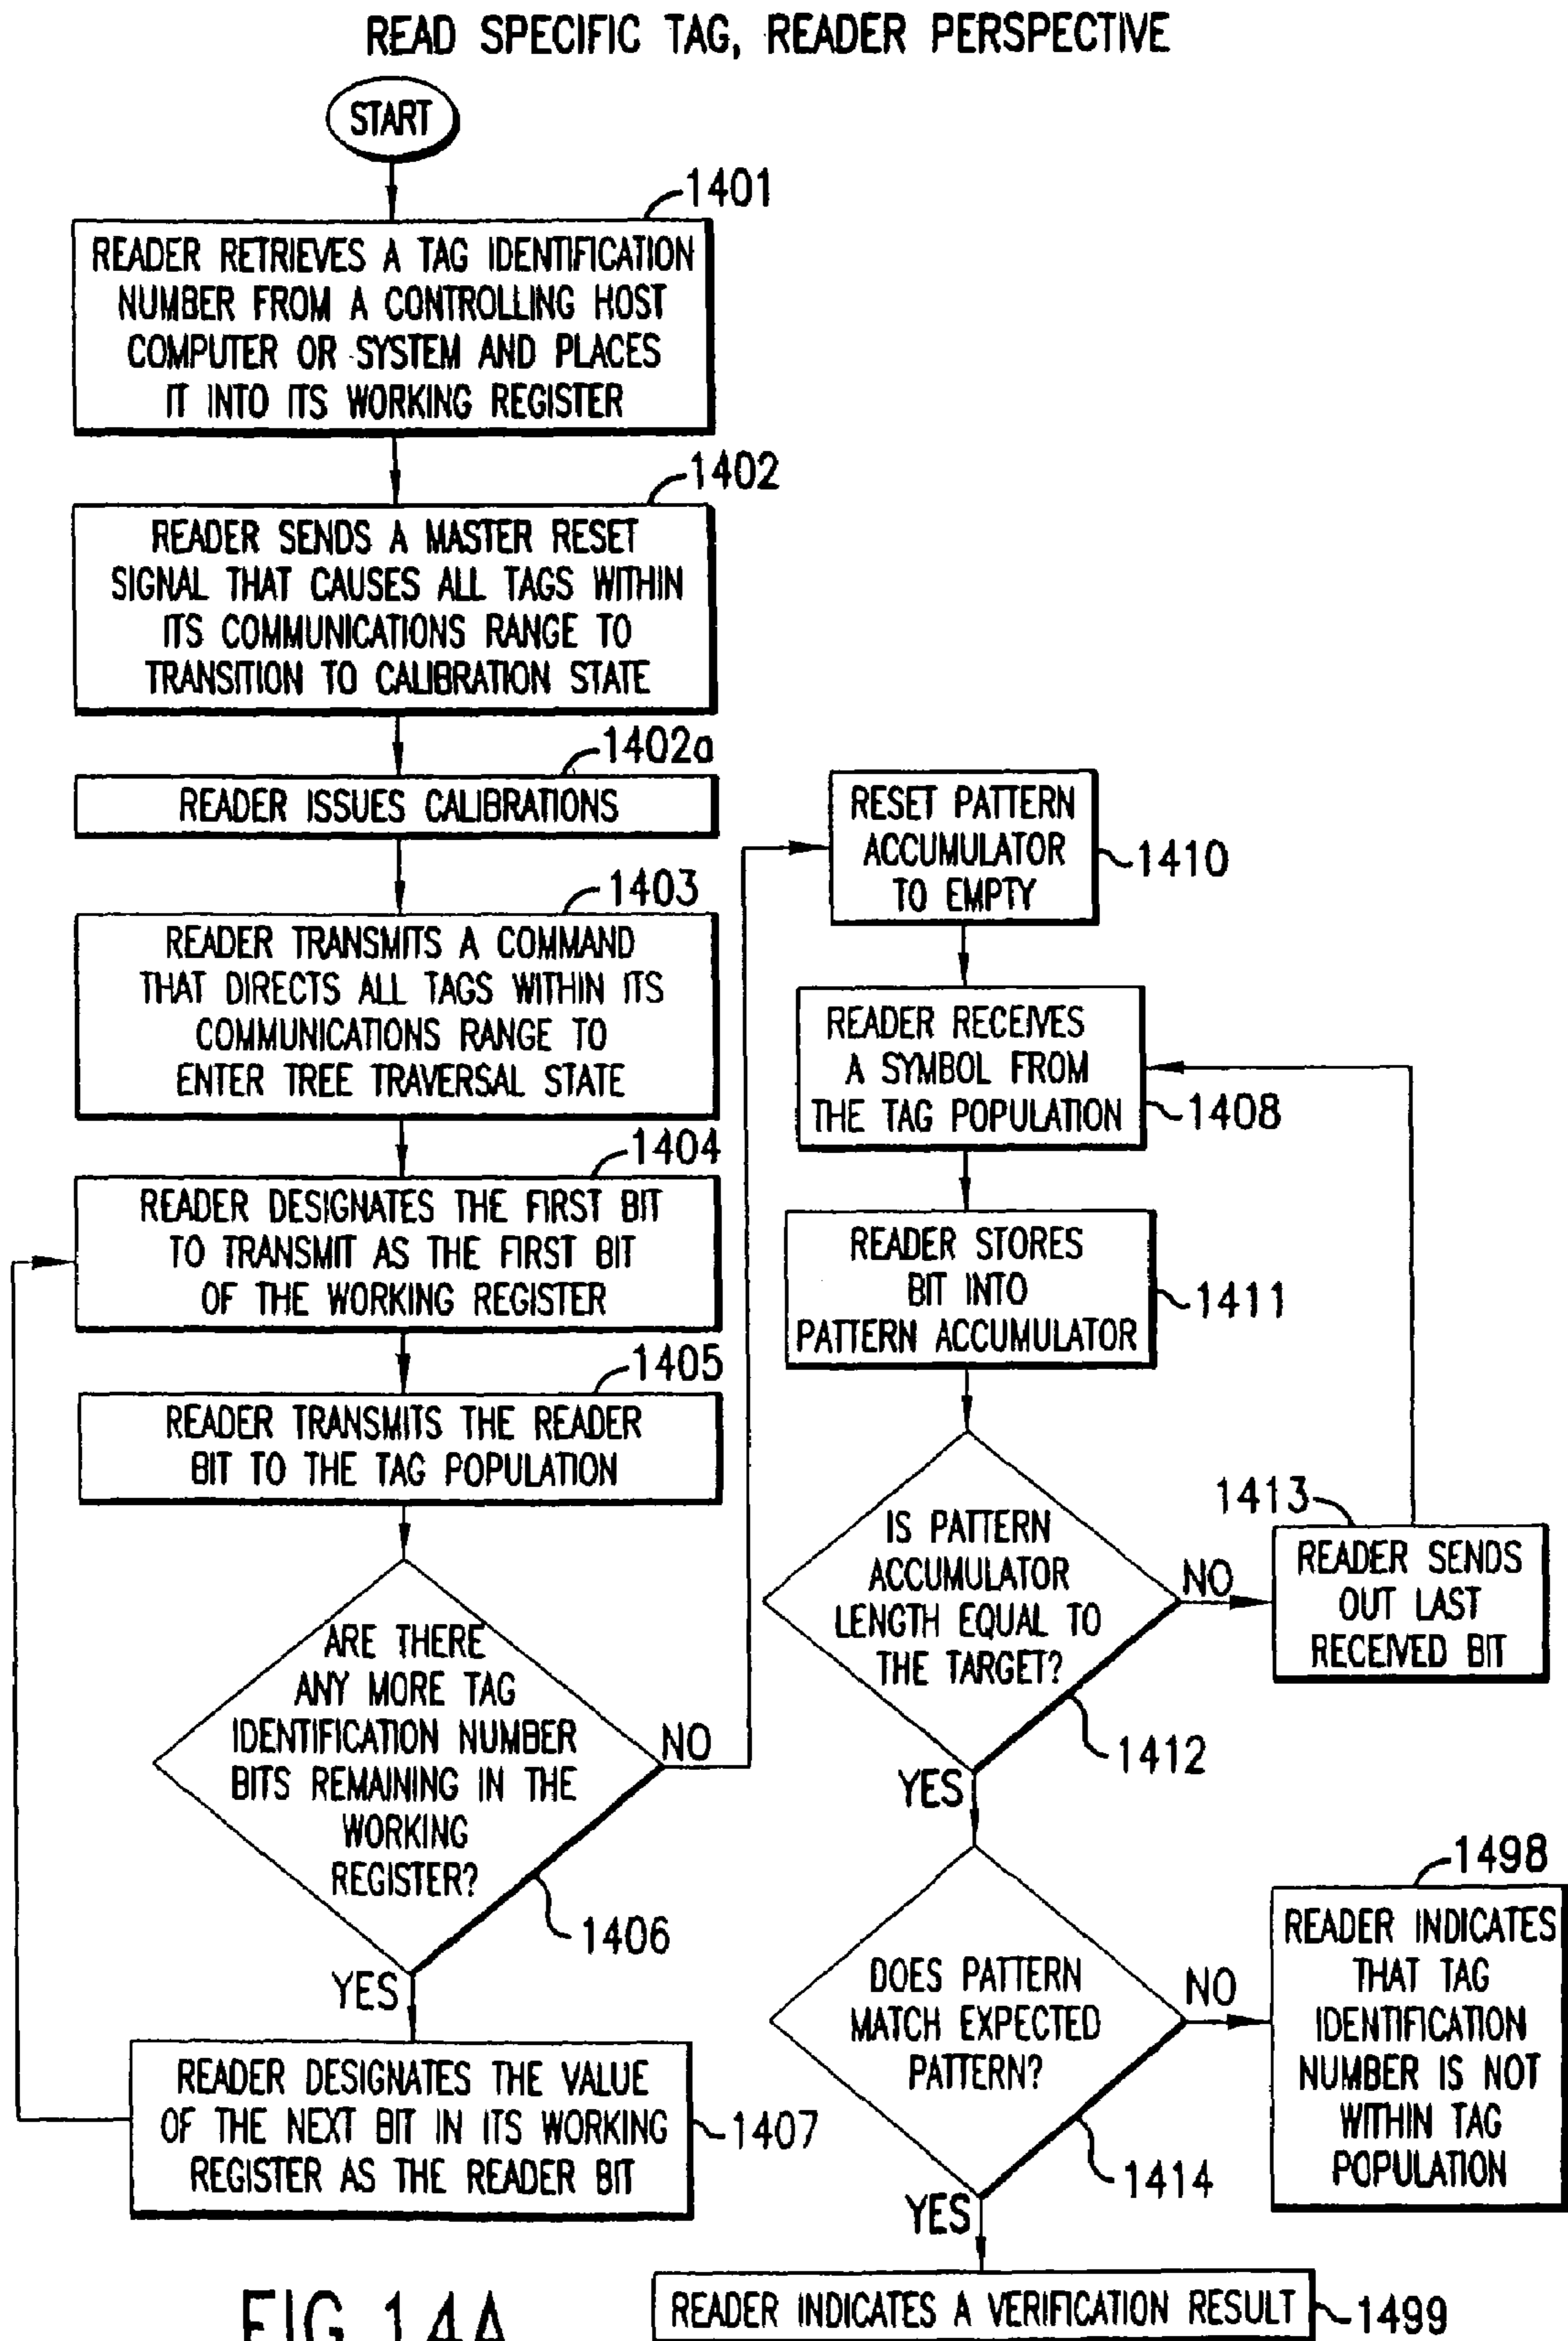 READ SPECIFIC TAG, READER PERSPECTIVE
START
1401
READER RETRIEVES A TAG IDENTIFICATION
NUMBER FROM A CONTROLLING HOST
COMPUTER OR SYSTEM AND PLACES
IT INTO ITS WORKING REGISTER
1402
READER SENDS A MASTER RESET
SIGNAL THAT CAUSES ALL TAGS WITHIN
ITS COMMUNICATIONS RANGE TO
TRANSITION TO CALIBRATION STATE
1402a
READER ISSUES CALIBRATIONS
1403
READER TRANSMITS A COMMAND
THAT DIRECTS ALL TAGS WITHIN ITS
COMMUNICATIONS RANGE TO
ENTER TREE TRAVERSAL STATE
1404
READER DESIGNATES THE FIRST BIT
TO TRANSMIT AS THE FIRST BIT
OF THE WORKING REGISTER
1405
READER TRANSMITS THE READER
BIT TO THE TAG POPULATION
ARE THERE
ANY MORE TAG
IDENTIFICATION NUMBER
BITS REMAINING IN THE
WORKING
REGISTER?
NO
1406
YES
READER DESIGNATES THE VALUE
OF THE NEXT BIT IN ITS WORKING
REGISTER AS THE READER BIT
1407
RESET PATTERN
ACCUMULATOR
TO EMPTY
1410
READER RECEIVES
A SYMBOL FROM
THE TAG POPULATION
1408
READER STORES
BIT INTO
PATTERN ACCUMULATOR
1411
IS PATTERN
ACCUMULATOR
LENGTH EQUAL TO
THE TARGET?
NO
1412
1413
READER SENDS
OUT LAST
RECEIVED BIT
YES
DOES PATTERN
MATCH EXPECTED
PATTERN?
NO
1414
1498
READER INDICATES
THAT TAG
IDENTIFICATION
NUMBER IS NOT
WITHIN TAG
POPULATION
YES
READER INDICATES A VERIFICATION RESULT
1499
FIG.14A